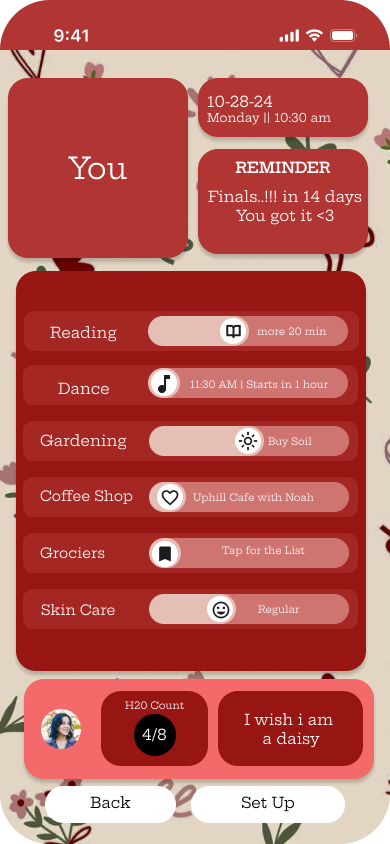 9:41
You
10-28-24
Monday || 10:30 am
REMINDER
Finals..!!! in 14 days
You got it <3
Reading
more 20 min
Dance
11:30 AM | Starts in 1 hour
Gardening
Buy Soil
Coffee Shop
Uphill Cafe with Noah
Grociers
Tap for the List
Skin Care
Regular
H20 Count
4/8
I wish i am
a daisy
Back
Set Up